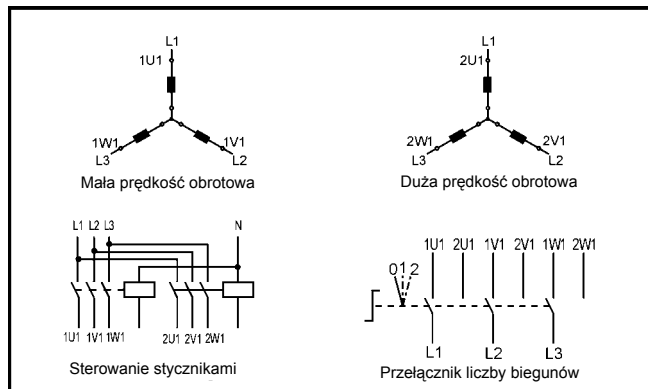 L1
1U1
1W1
1V1
L3
L2
Mała prędkość obrotowa
L1
2U1
2W1
2V1
L3
L2
Duża prędkość obrotowa
L1 L2 L3 N
1U1 1V1 1W1 2U1 2V1 2W1
Sterowanie stycznikami
1U1 2U1 1V1 2V1 1W1 2W1
0 1 2
L1 L2 L3
Przełącznik liczby biegunów